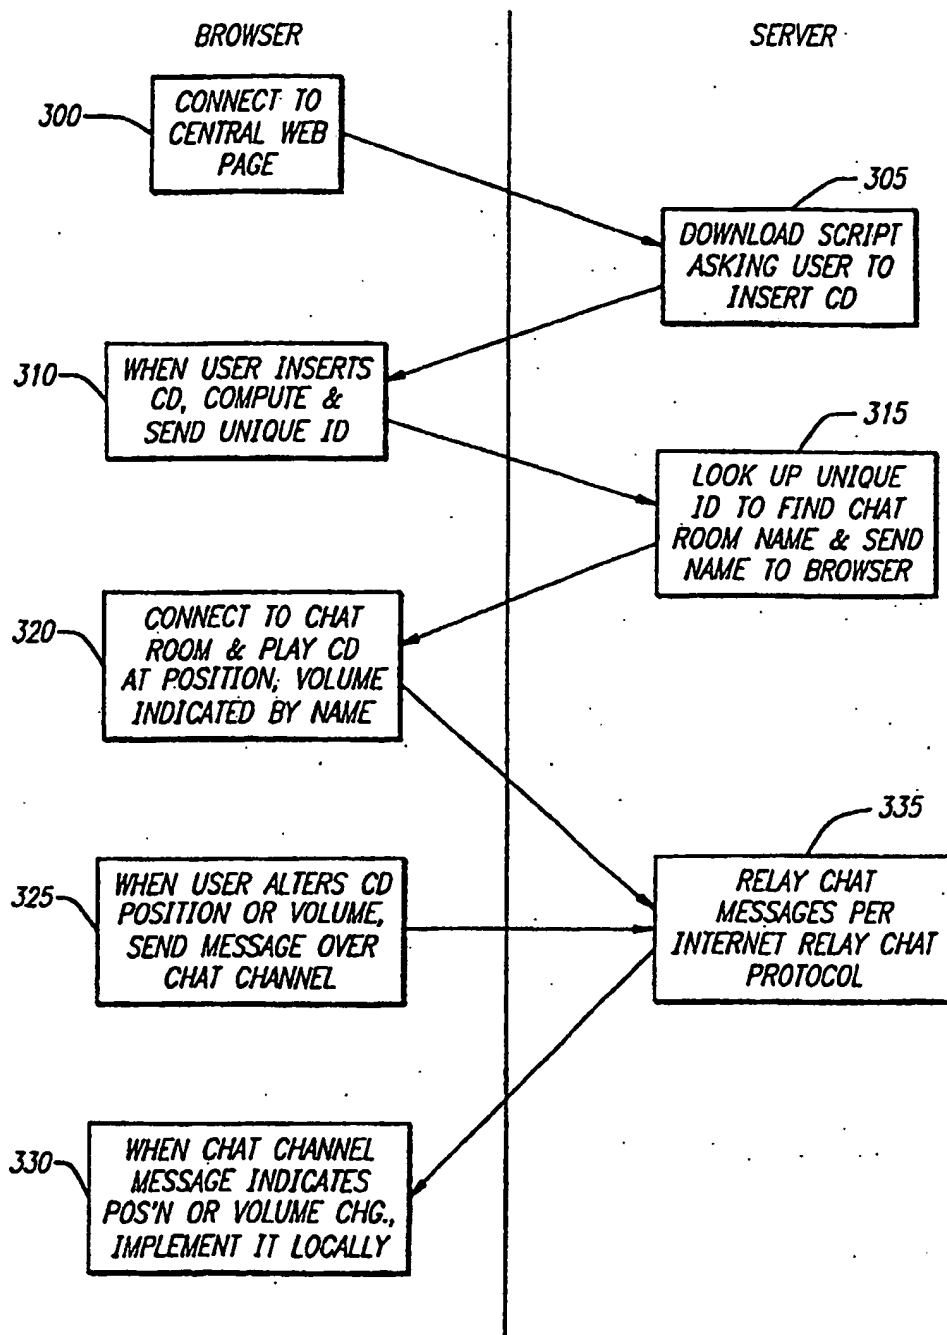 BROWSER
SERVER
300
CONNECT TO
CENTRAL WEB
PAGE
305
DOWNLOAD SCRIPT
ASKING USER TO
INSERT CD
310
WHEN USER INSERTS
CD, COMPUTE &
SEND UNIQUE ID
315
LOOK UP UNIQUE
ID TO FIND CHAT
ROOM NAME & SEND
NAME TO BROWSER
320
CONNECT TO CHAT
ROOM & PLAY CD
AT POSITION, VOLUME
INDICATED BY NAME
325
WHEN USER ALTERS CD
POSITION OR VOLUME,
SEND MESSAGE OVER
CHAT CHANNEL
335
RELAY CHAT
MESSAGES PER
INTERNET RELAY CHAT
PROTOCOL
330
WHEN CHAT CHANNEL
MESSAGE INDICATES
POS'N OR VOLUME CHG.,
IMPLEMENT IT LOCALLY